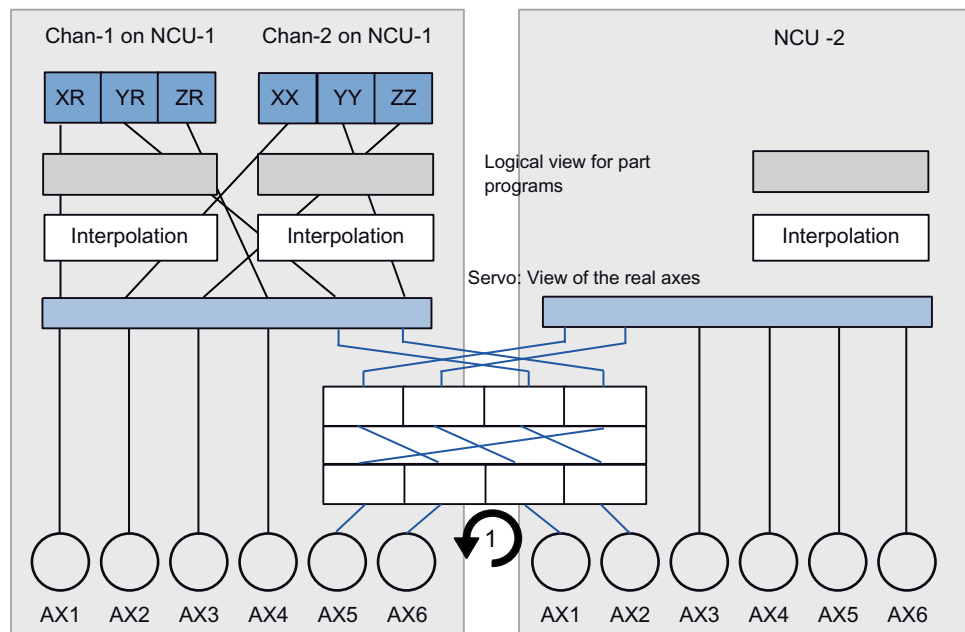 Chan-1 on NCU-1
Chan-2 on NCU-1
NCU -2
XR YR ZR
XX YY ZZ
Logical view for part
programs
Interpolation
Interpolation
Interpolation
Servo: View of the real axes
1
AX1 AX2 AX3 AX4 AX5 AX6
AX1 AX2 AX3 AX4 AX5 AX6